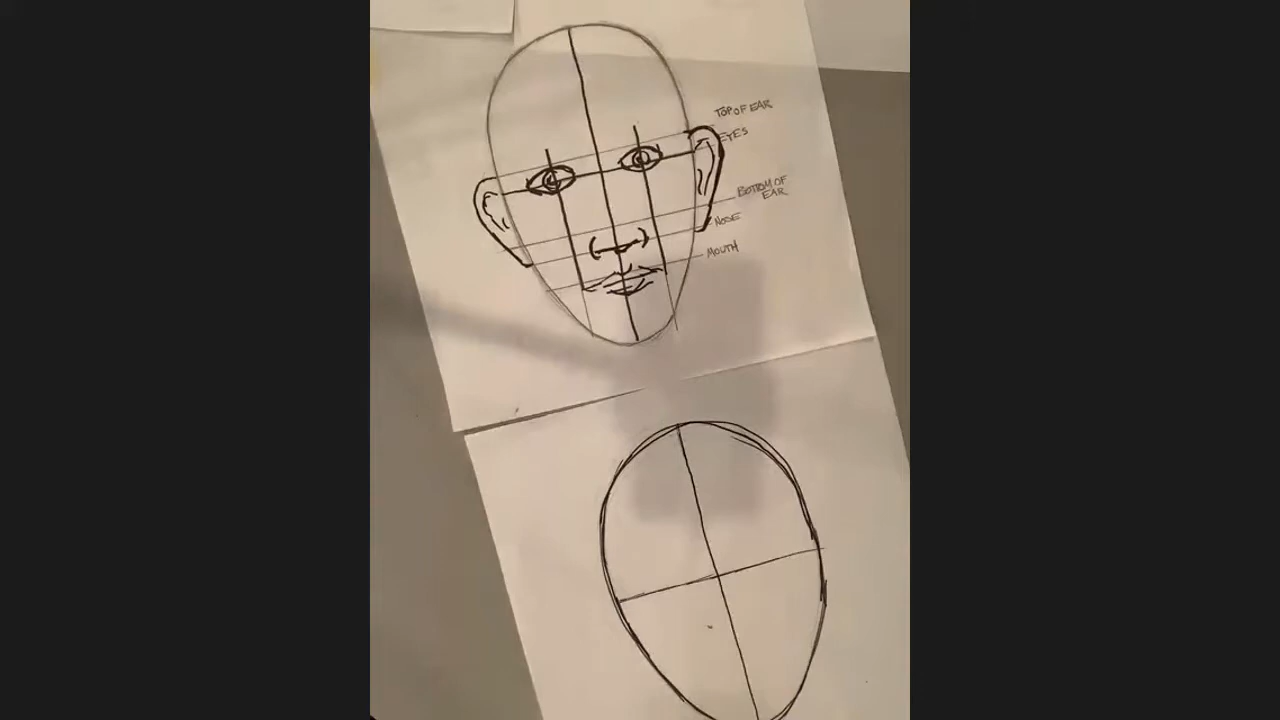 TOP OF EAR
EYES
BOTTOM OF
EAR
NOSE
MOUTH